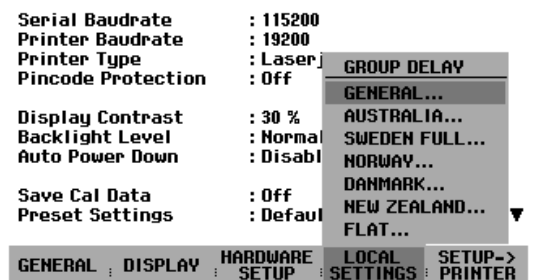 Serial Baudrate : 115200
Printer Baudrate : 19200
Printer Type : Laserj
Pincode Protection : Off
Display Contrast : 30 %
Backlight Level : Normal
Auto Power Down : Disabl
Save Cal Data : Off
Preset Settings : Defaul
GROUP DELAY
GENERAL...
AUSTRALIA...
SWEDEN FULL...
NORWAY...
DANMARK...
NEW ZEALAND...
FLAT...
GENERAL : DISPLAY : HARDWARE SETUP : LOCAL SETTINGS : SETUP-> PRINTER